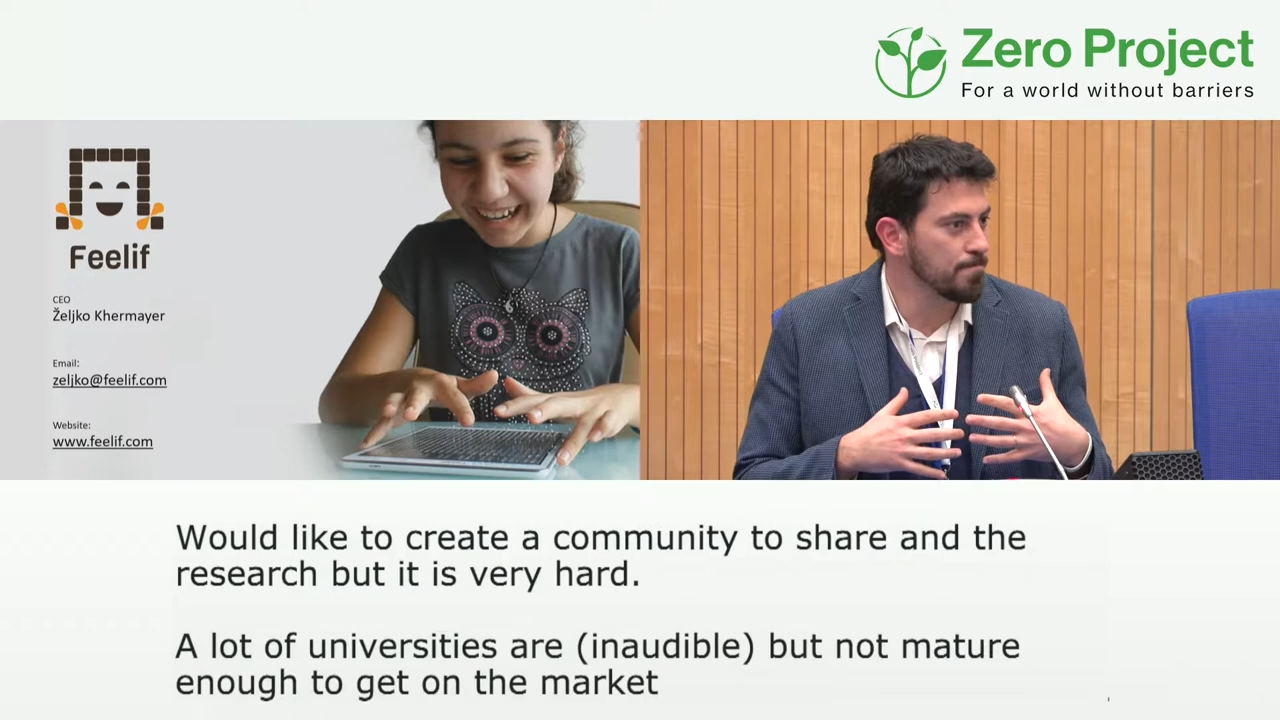 Zero Project
For a world without barriers
Feelif
CEO
Željko Khermayer
Email:
zeljko@feelif.com
Website:
www.feelif.com
Would like to create a community to share and the
research but it is very hard.
A lot of universities are (inaudible) but not mature
enough to get on the market